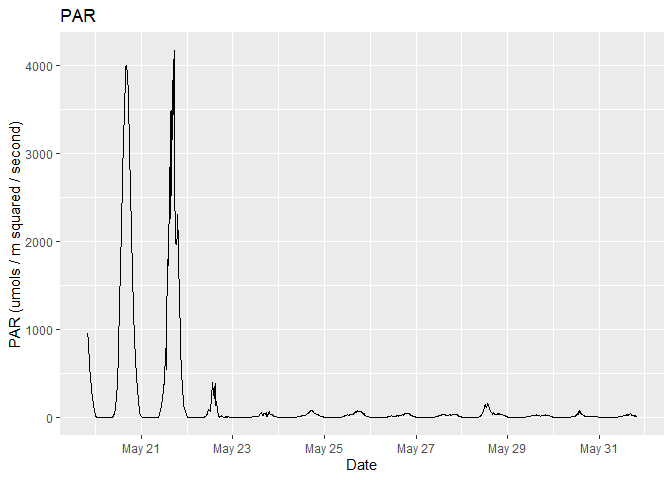 PAR
4000
3000
2000
1000
0
PAR (umols / m squared / second)
May 21 May 23 May 25 May 27 May 29 May 31
Date